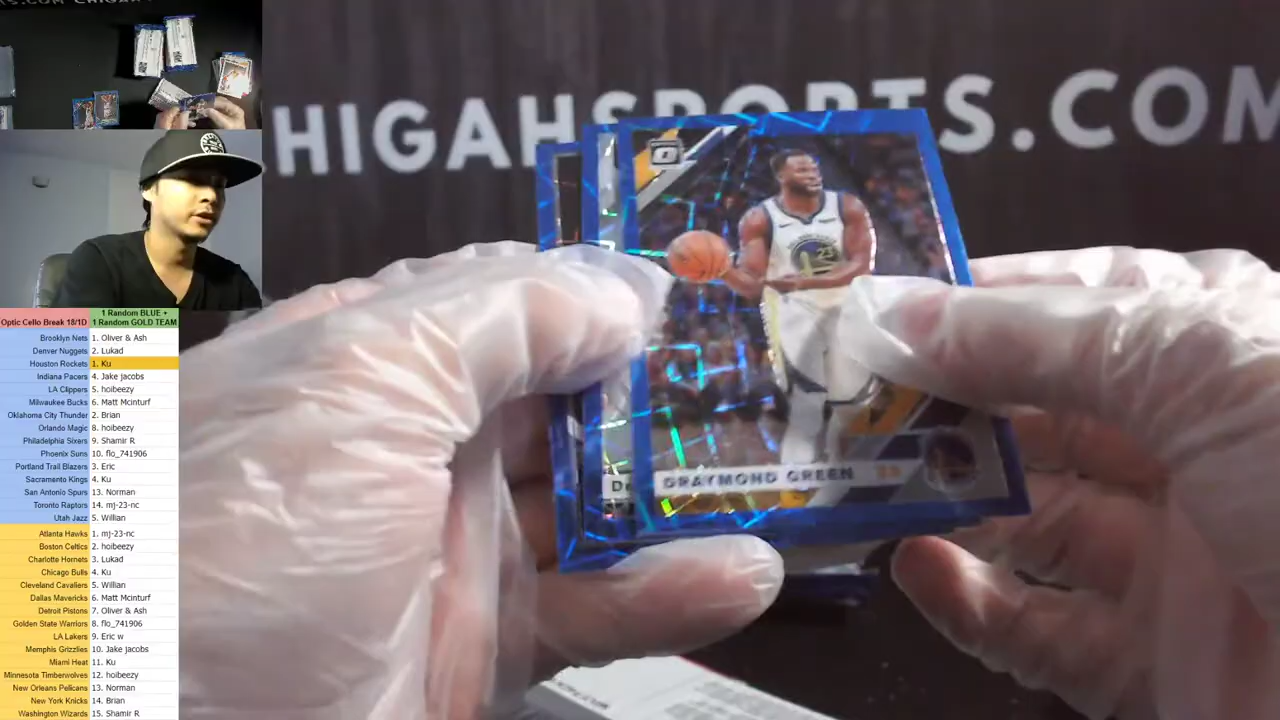 HIGAHSPORTS.COM
DRAYMOND GREEN
23
Optic Cello Break 18/1D
1 Random BLUE +
1 Random GOLD TEAM
Brooklyn Nets 1. Oliver & Ash
Denver Nuggets 2. Lukad
Houston Rockets 1. Ku
Indiana Pacers 4. Jake jacobs
LA Clippers 5. hoibeezy
Milwaukee Bucks 6. Matt Mcinturf
Oklahoma City Thunder 2. Brian
Orlando Magic 8. hoibeezy
Philadelphia Sixers 9. Shamir R
Phoenix Suns 10. flo_741906
Portland Trail Blazers 3. Eric
Sacramento Kings 4. Ku
San Antonio Spurs 13. Norman
Toronto Raptors 14. mj-23-nc
Utah Jazz 5. Willian
Atlanta Hawks 1. mj-23-nc
Boston Celtics 2. hoibeezy
Charlotte Hornets 3. Lukad
Chicago Bulls 4. Ku
Cleveland Cavaliers 5. Willian
Dallas Mavericks 6. Matt Mcinturf
Detroit Pistons 7. Oliver & Ash
Golden State Warriors 8. flo_741906
LA Lakers 9. Eric w
Memphis Grizzlies 10. Jake jacobs
Miami Heat 11. Ku
Minnesota Timberwolves 12. hoibeezy
New Orleans Pelicans 13. Norman
New York Knicks 14. Brian
Washington Wizards 15. Shamir R